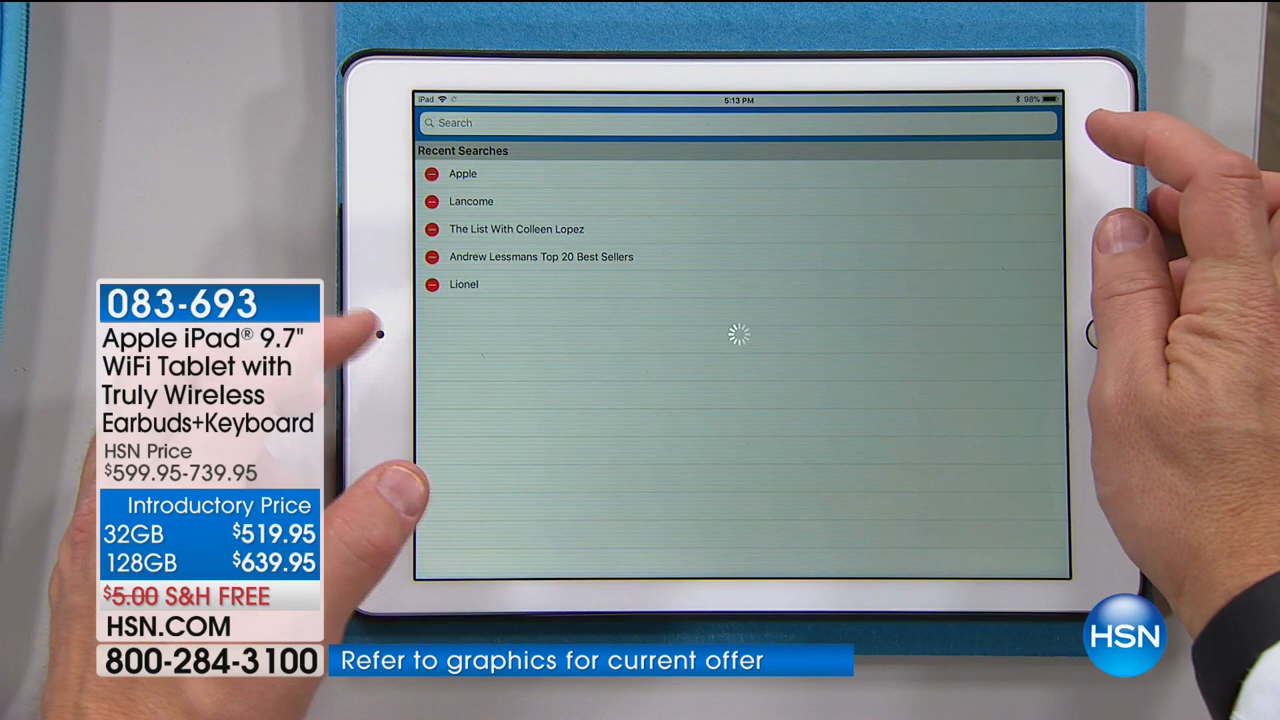 iPad
5:13 PM
98%
Search
Recent Searches
Apple
Lancome
The List With Colleen Lopez
Andrew Lessmans Top 20 Best Sellers
Lionel
083-693
Apple iPad® 9.7"
WiFi Tablet with
Truly Wireless
Earbuds+Keyboard
HSN Price
$599.95-739.95
Introductory Price
32GB $519.95
128GB $639.95
$5.00 S&H FREE
HSN.COM
800-284-3100
Refer to graphics for current offer
HSN